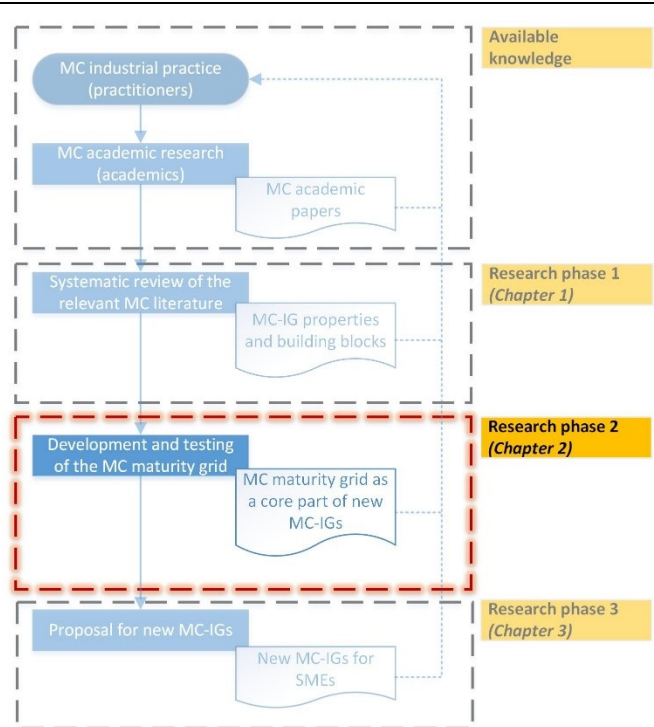 Available
knowledge
MC industrial practice
(practitioners)
MC academic research
(academics)
MC academic
papers
Research phase 1
(Chapter 1)
Systematic review of the
relevant MC literature
MC-IG properties
and building blocks
Research phase 2
(Chapter 2)
Development and testing
of the MC maturity grid
MC maturity grid as
a core part of new
MC-IGs
Research phase 3
(Chapter 3)
Proposal for new MC-IGs
New MC-IGs for
SMEs